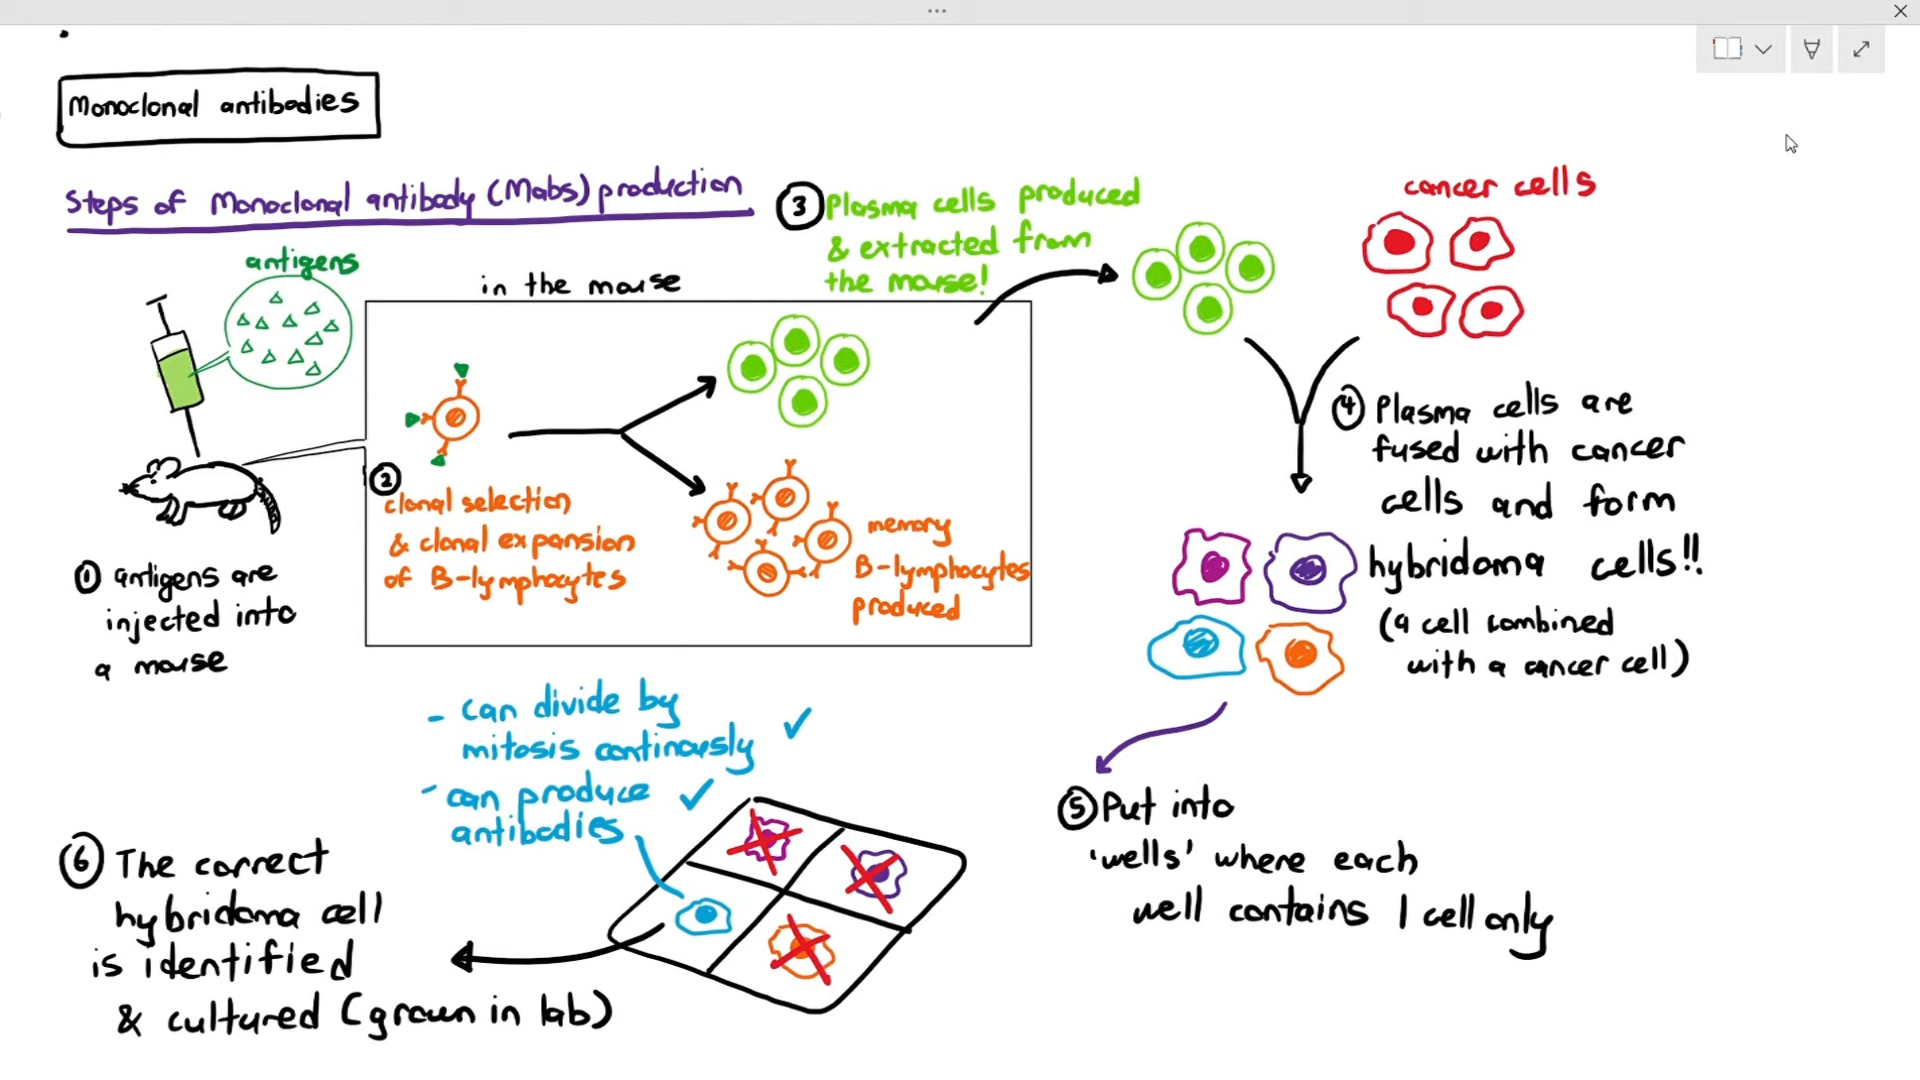 Monoclonal antibodies
Steps of Monoclonal antibody (Mabs) production
antigens
in the mouse
① antigens are
injected into
a mouse
②
clonal selection
& clonal expansion
of B-lymphocytes
memory
B-lymphocytes
produced
③ Plasma cells produced
& extracted from
the mouse!
cancer cells
④ Plasma cells are
fused with cancer
cells and form
hybridoma cells!!
(a cell combined
with a cancer cell)
⑤ Put into
'wells' where each
well contains 1 cell only
- can divide by
mitosis continously ✓
- can produce ✓
antibodies
⑥ The correct
hybridoma cell
is identified
& cultured (grown in lab)